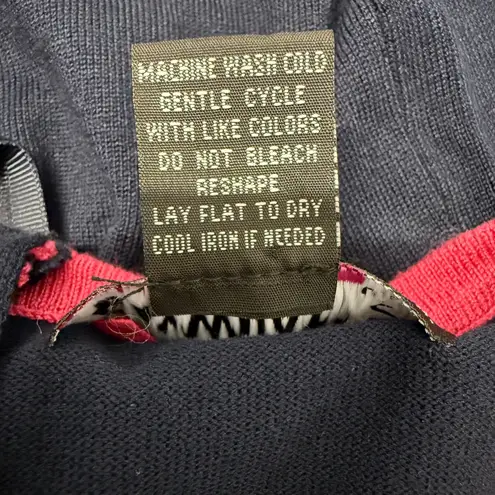 MACHINE WASH COLD
GENTLE CYCLE
WITH LIKE COLORS
DO NOT BLEACH
RESHAPE
LAY FLAT TO DRY
COOL IRON IF NEEDED